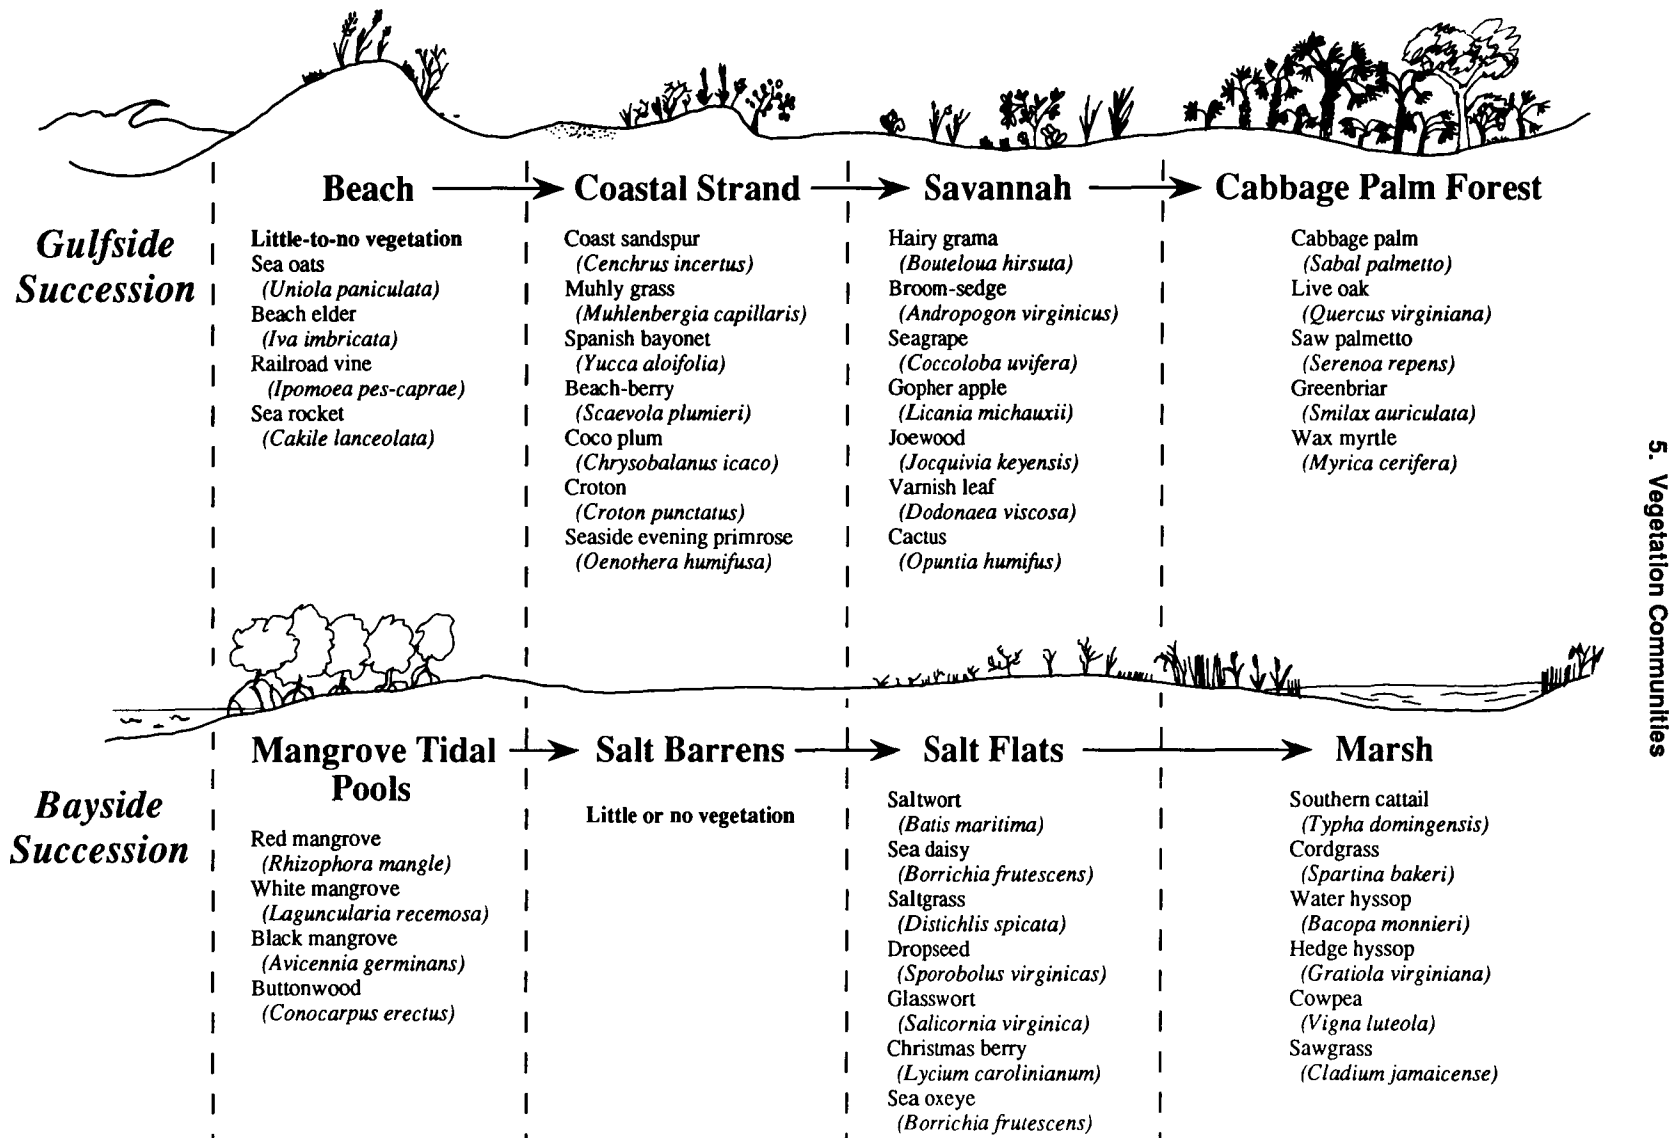 Beach
Coastal Strand
Savannah
Cabbage Palm Forest
Gulfside
Succession
Little-to-no vegetation
Sea oats
(Uniola paniculata)
Beach elder
(Iva imbricata)
Railroad vine
(Ipomoea pes-caprae)
Sea rocket
(Cakile lanceolata)
Coast sandspur
(Cenchrus incertus)
Muhly grass
(Muhlenbergia capillaris)
Spanish bayonet
(Yucca aloifolia)
Beach-berry
(Scaevola plumieri)
Coco plum
(Chrysobalanus icaco)
Croton
(Croton punctatus)
Seaside evening primrose
(Oenothera humifusa)
Hairy grama
(Bouteloua hirsuta)
Broom-sedge
(Andropogon virginicus)
Seagrape
(Coccoloba uvifera)
Gopher apple
(Licania michauxii)
Joewood
(Jocquivia keyensis)
Varnish leaf
(Dodonaea viscosa)
Cactus
(Opuntia humifus)
Cabbage palm
(Sabal palmetto)
Live oak
(Quercus virginiana)
Saw palmetto
(Serenoa repens)
Greenbriar
(Smilax auriculata)
Wax myrtle
(Myrica cerifera)
Mangrove Tidal
Pools
Salt Barrens
Salt Flats
Marsh
Bayside
Succession
Red mangrove
(Rhizophora mangle)
White mangrove
(Laguncularia recemosa)
Black mangrove
(Avicennia germinans)
Buttonwood
(Conocarpus erectus)
Little or no vegetation
Saltwort
(Batis maritima)
Sea daisy
(Borrichia frutescens)
Saltgrass
(Distichlis spicata)
Dropseed
(Sporobolus virginicas)
Glasswort
(Salicornia virginica)
Christmas berry
(Lycium carolinianum)
Sea oxeye
(Borrichia frutescens)
Southern cattail
(Typha domingensis)
Cordgrass
(Spartina bakeri)
Water hyssop
(Bacopa monnieri)
Hedge hyssop
(Gratiola virginiana)
Cowpea
(Vigna luteola)
Sawgrass
(Cladium jamaicense)
5. Vegetation Communities